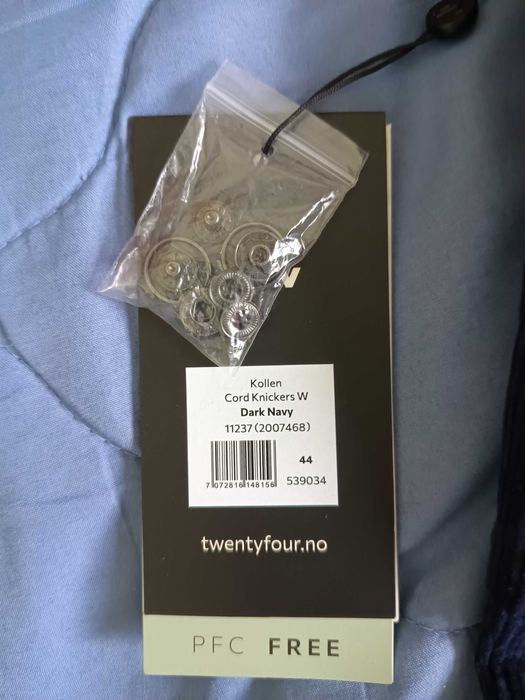 Kollen
Cord Knickers W
Dark Navy
11237 (2007468)
44
7 072816 148156
539034
twentyfour.no
PFC FREE